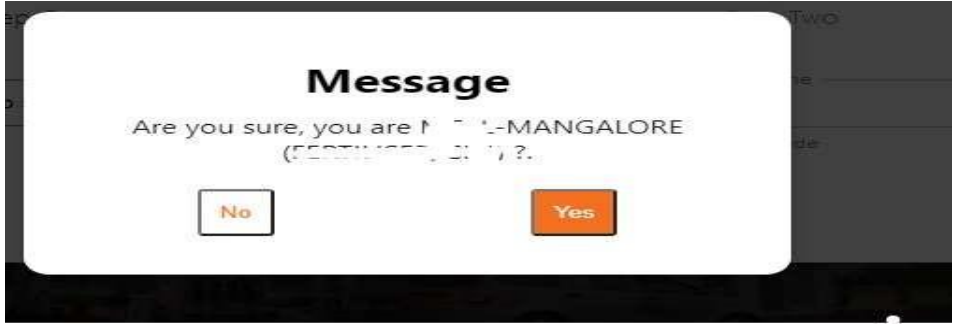 Two
Message
Are you sure, you are -MANGALORE
?.
No Yes